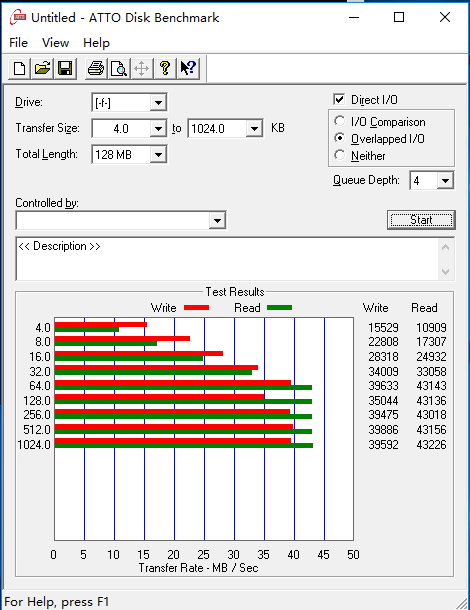 Untitled - ATTO Disk Benchmark
File View Help
Drive: [-f-]
Direct I/O
I/O Comparison
Transfer Size: 4.0 to 1024.0 KB
Overlapped I/O
Total Length: 128 MB
Neither
Queue Depth: 4
Controlled by:
Start
<< Description >>
Test Results
Write Read Write Read
4.0 15529 10909
8.0 22808 17307
16.0 28318 24932
32.0 34009 33058
64.0 39633 43143
128.0 35044 43136
256.0 39475 43018
512.0 39886 43156
1024.0 39592 43226
0 5 10 15 20 25 30 35 40 45 50
Transfer Rate - MB / Sec
For Help, press F1